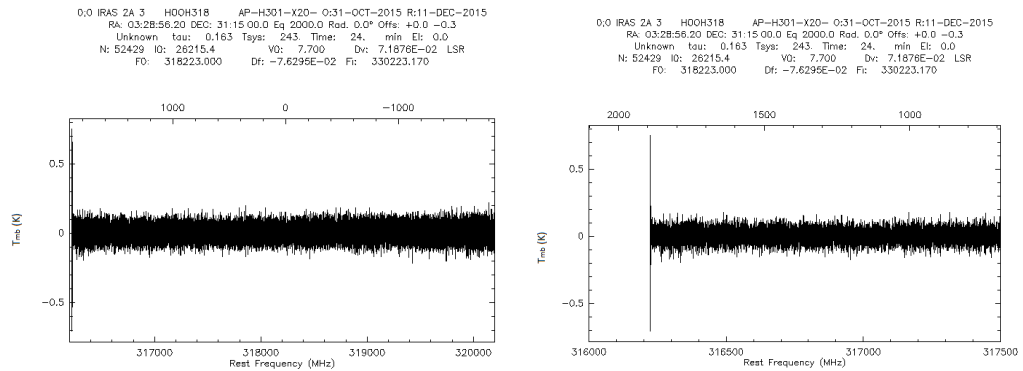 0;0 IRAS 2A 3 HOOH318 AP-H301-X20- O:31-OCT-2015 R:11-DEC-2015
RA: 03:28:56.20 DEC: 31:15:00.0 Eq 2000.0 Rad. 0.0° Offs: +0.0 -0.3
Unknown tau: 0.163 Tsys: 243. Time: 24. min El: 0.0
N: 52429 I0: 26215.4 V0: 7.700 Dv: 7.1876E-02 LSR
F0: 318223.000 Df: -7.6295E-02 Fi: 330223.170
1000 0 -1000
0.5
0
-0.5
Tmb (K)
317000 318000 319000 320000
Rest Frequency (MHz)
0;0 IRAS 2A 3 HOOH318 AP-H301-X20- O:31-OCT-2015 R:11-DEC-2015
RA: 03:28:56.20 DEC: 31:15:00.0 Eq 2000.0 Rad. 0.0° Offs: +0.0 -0.3
Unknown tau: 0.163 Tsys: 243. Time: 24. min El: 0.0
N: 52429 I0: 26215.4 V0: 7.700 Dv: 7.1876E-02 LSR
F0: 318223.000 Df: -7.6295E-02 Fi: 330223.170
2000 1500 1000
0.5
0
-0.5
Tmb (K)
316000 316500 317000 317500
Rest Frequency (MHz)